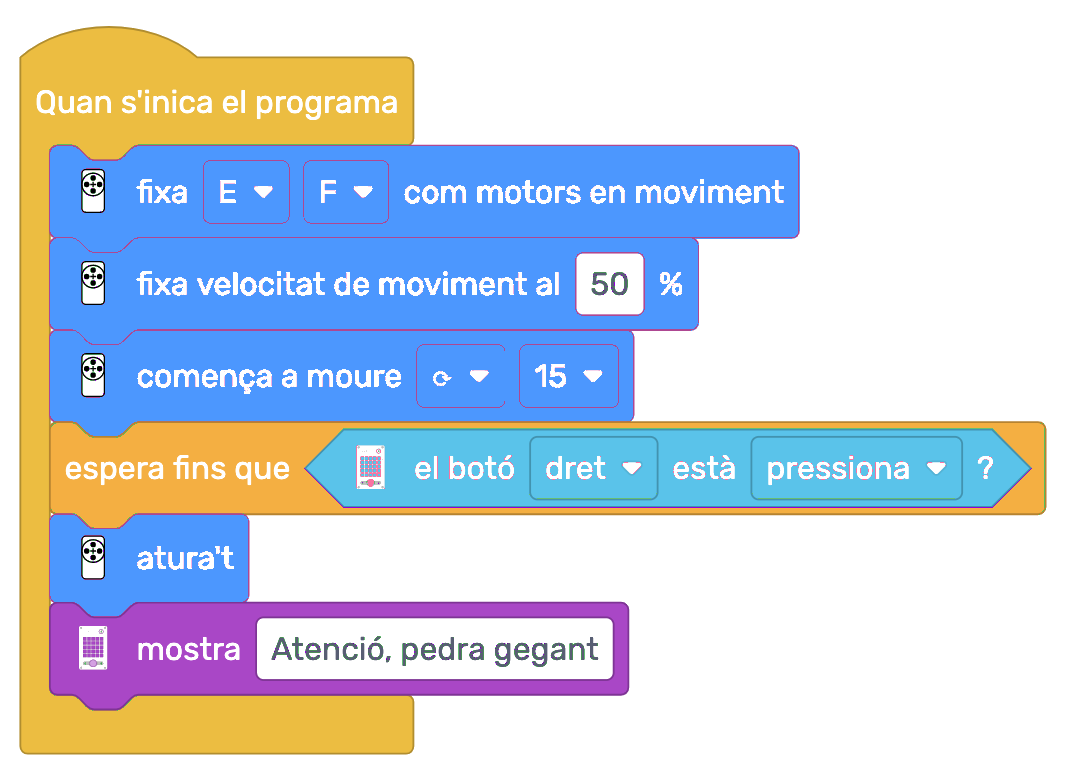 Quan s'inica el programa
fixa E F com motors en moviment
fixa velocitat de moviment al 50 %
comença a moure 15
espera fins que el botó dret està pressiona ?
atura't
mostra Atenció, pedra gegant